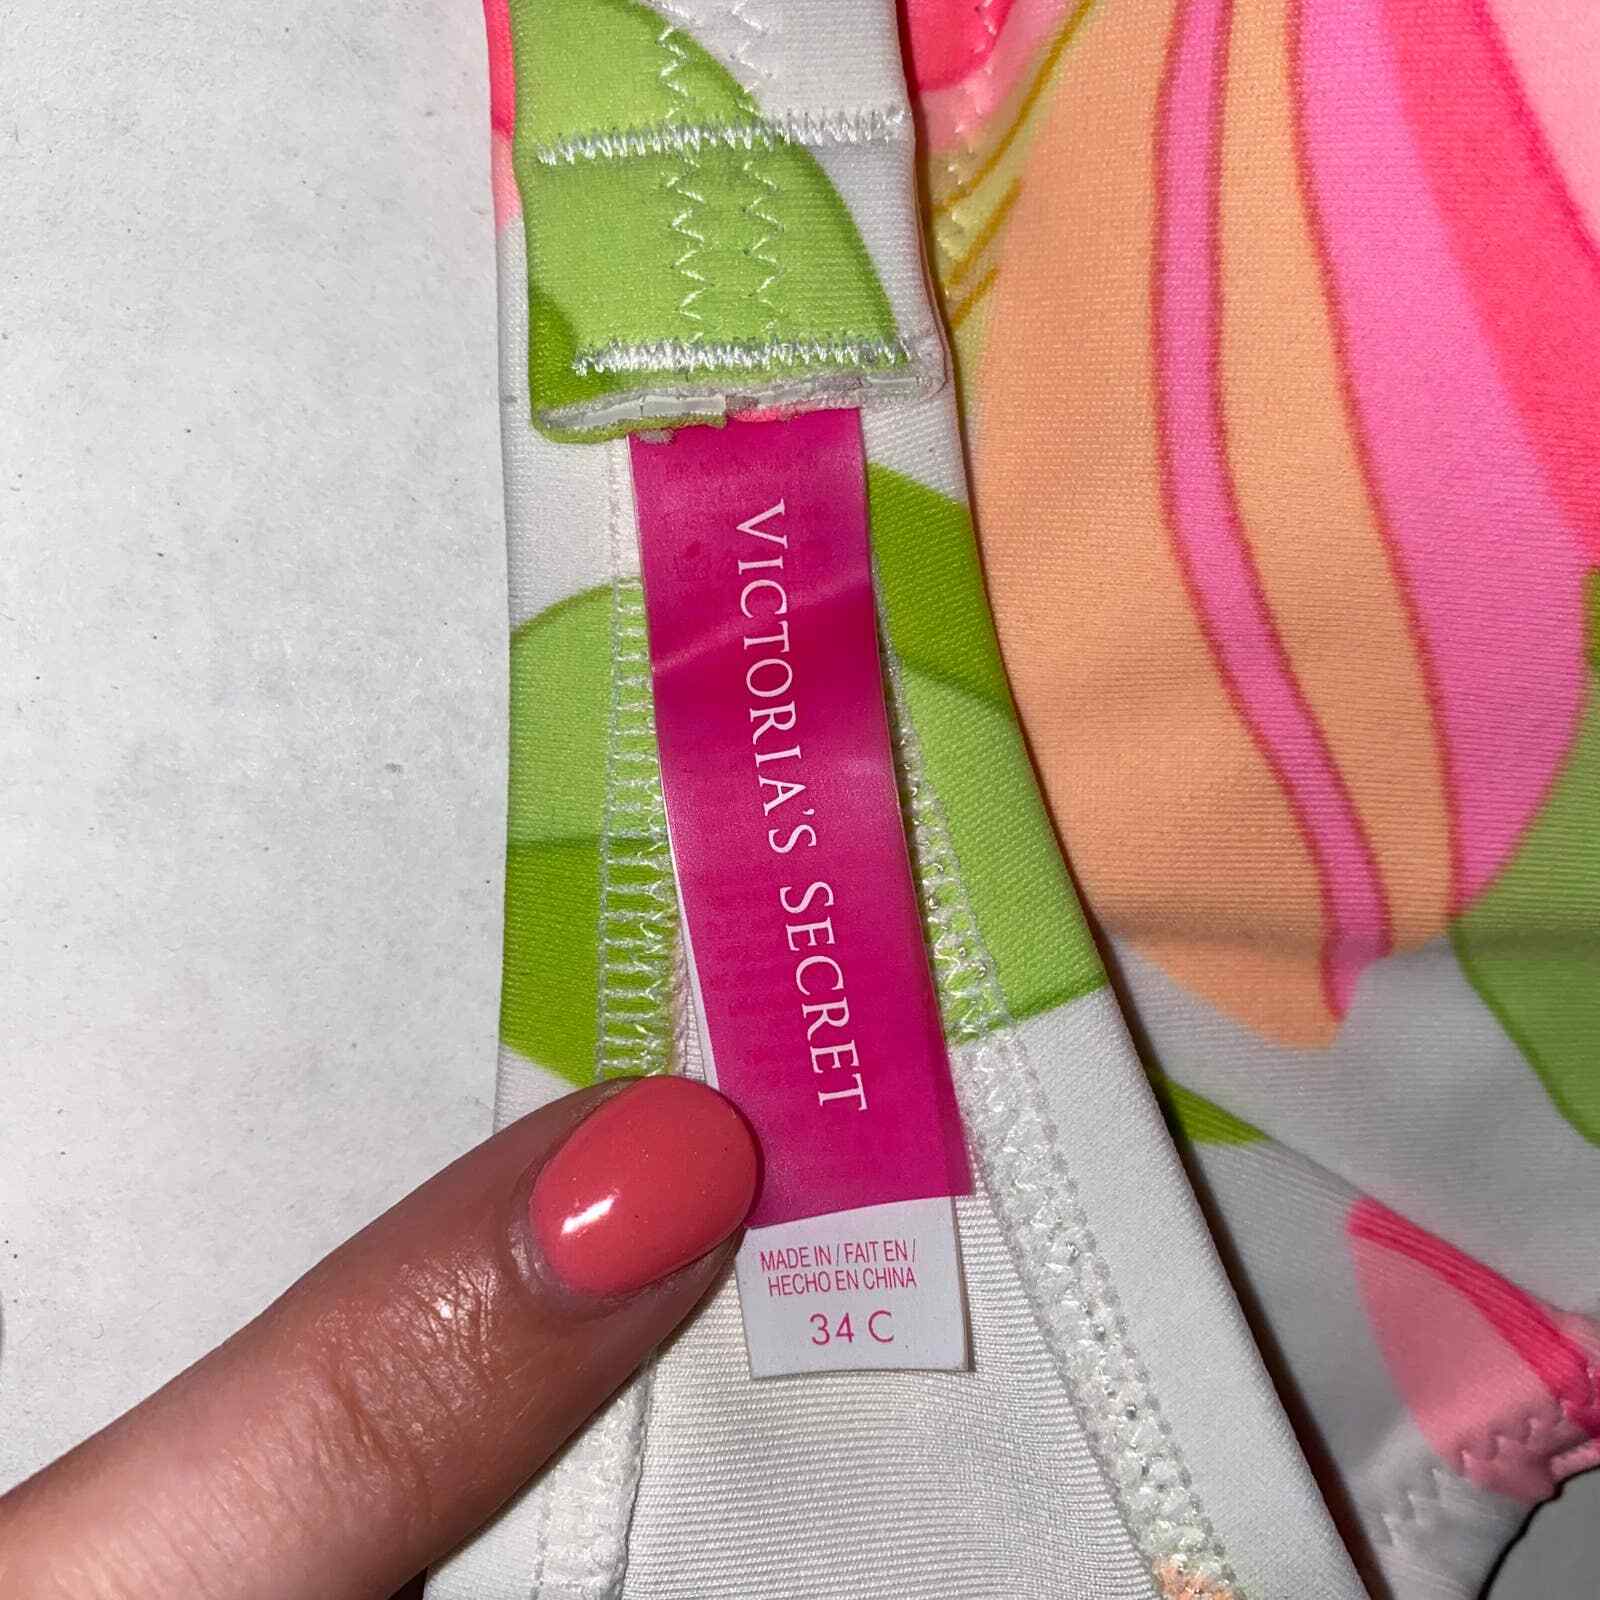 VICTORIA'S SECRET
MADE IN / FAIT EN /
HECHO EN CHINA
34 C